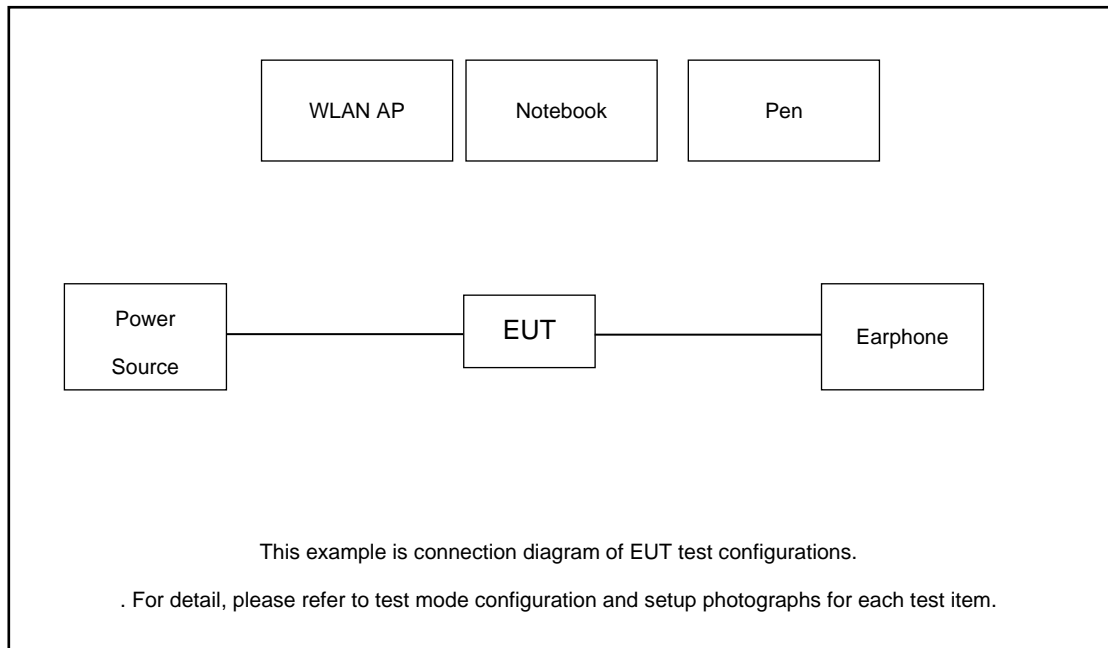 WLAN AP
Notebook
Pen
Power
Source
EUT
Earphone
This example is connection diagram of EUT test configurations.
. For detail, please refer to test mode configuration and setup photographs for each test item.